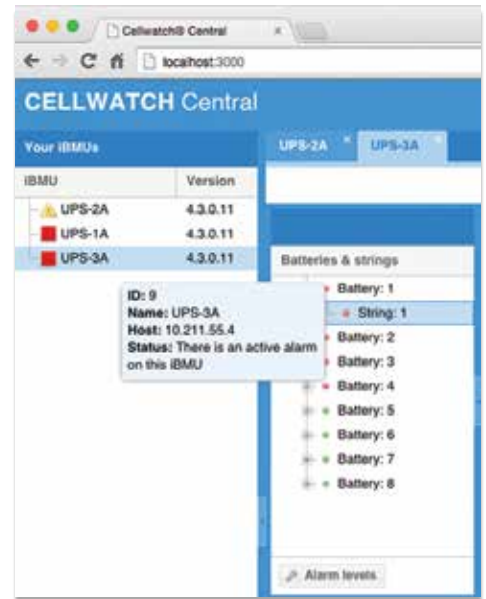 Cellwatch® Central
localhost:3000
CELLWATCH Central
Your iBMUs
UPS-2A
UPS-3A
iBMU Version
UPS-2A 4.3.0.11
UPS-1A 4.3.0.11
UPS-3A 4.3.0.11
Batteries & strings
Battery: 1
String: 1
Battery: 2
Battery: 3
Battery: 4
Battery: 5
Battery: 6
Battery: 7
Battery: 8
ID: 9
Name: UPS-3A
Host: 10.211.55.4
Status: There is an active alarm
on this iBMU
Alarm levels